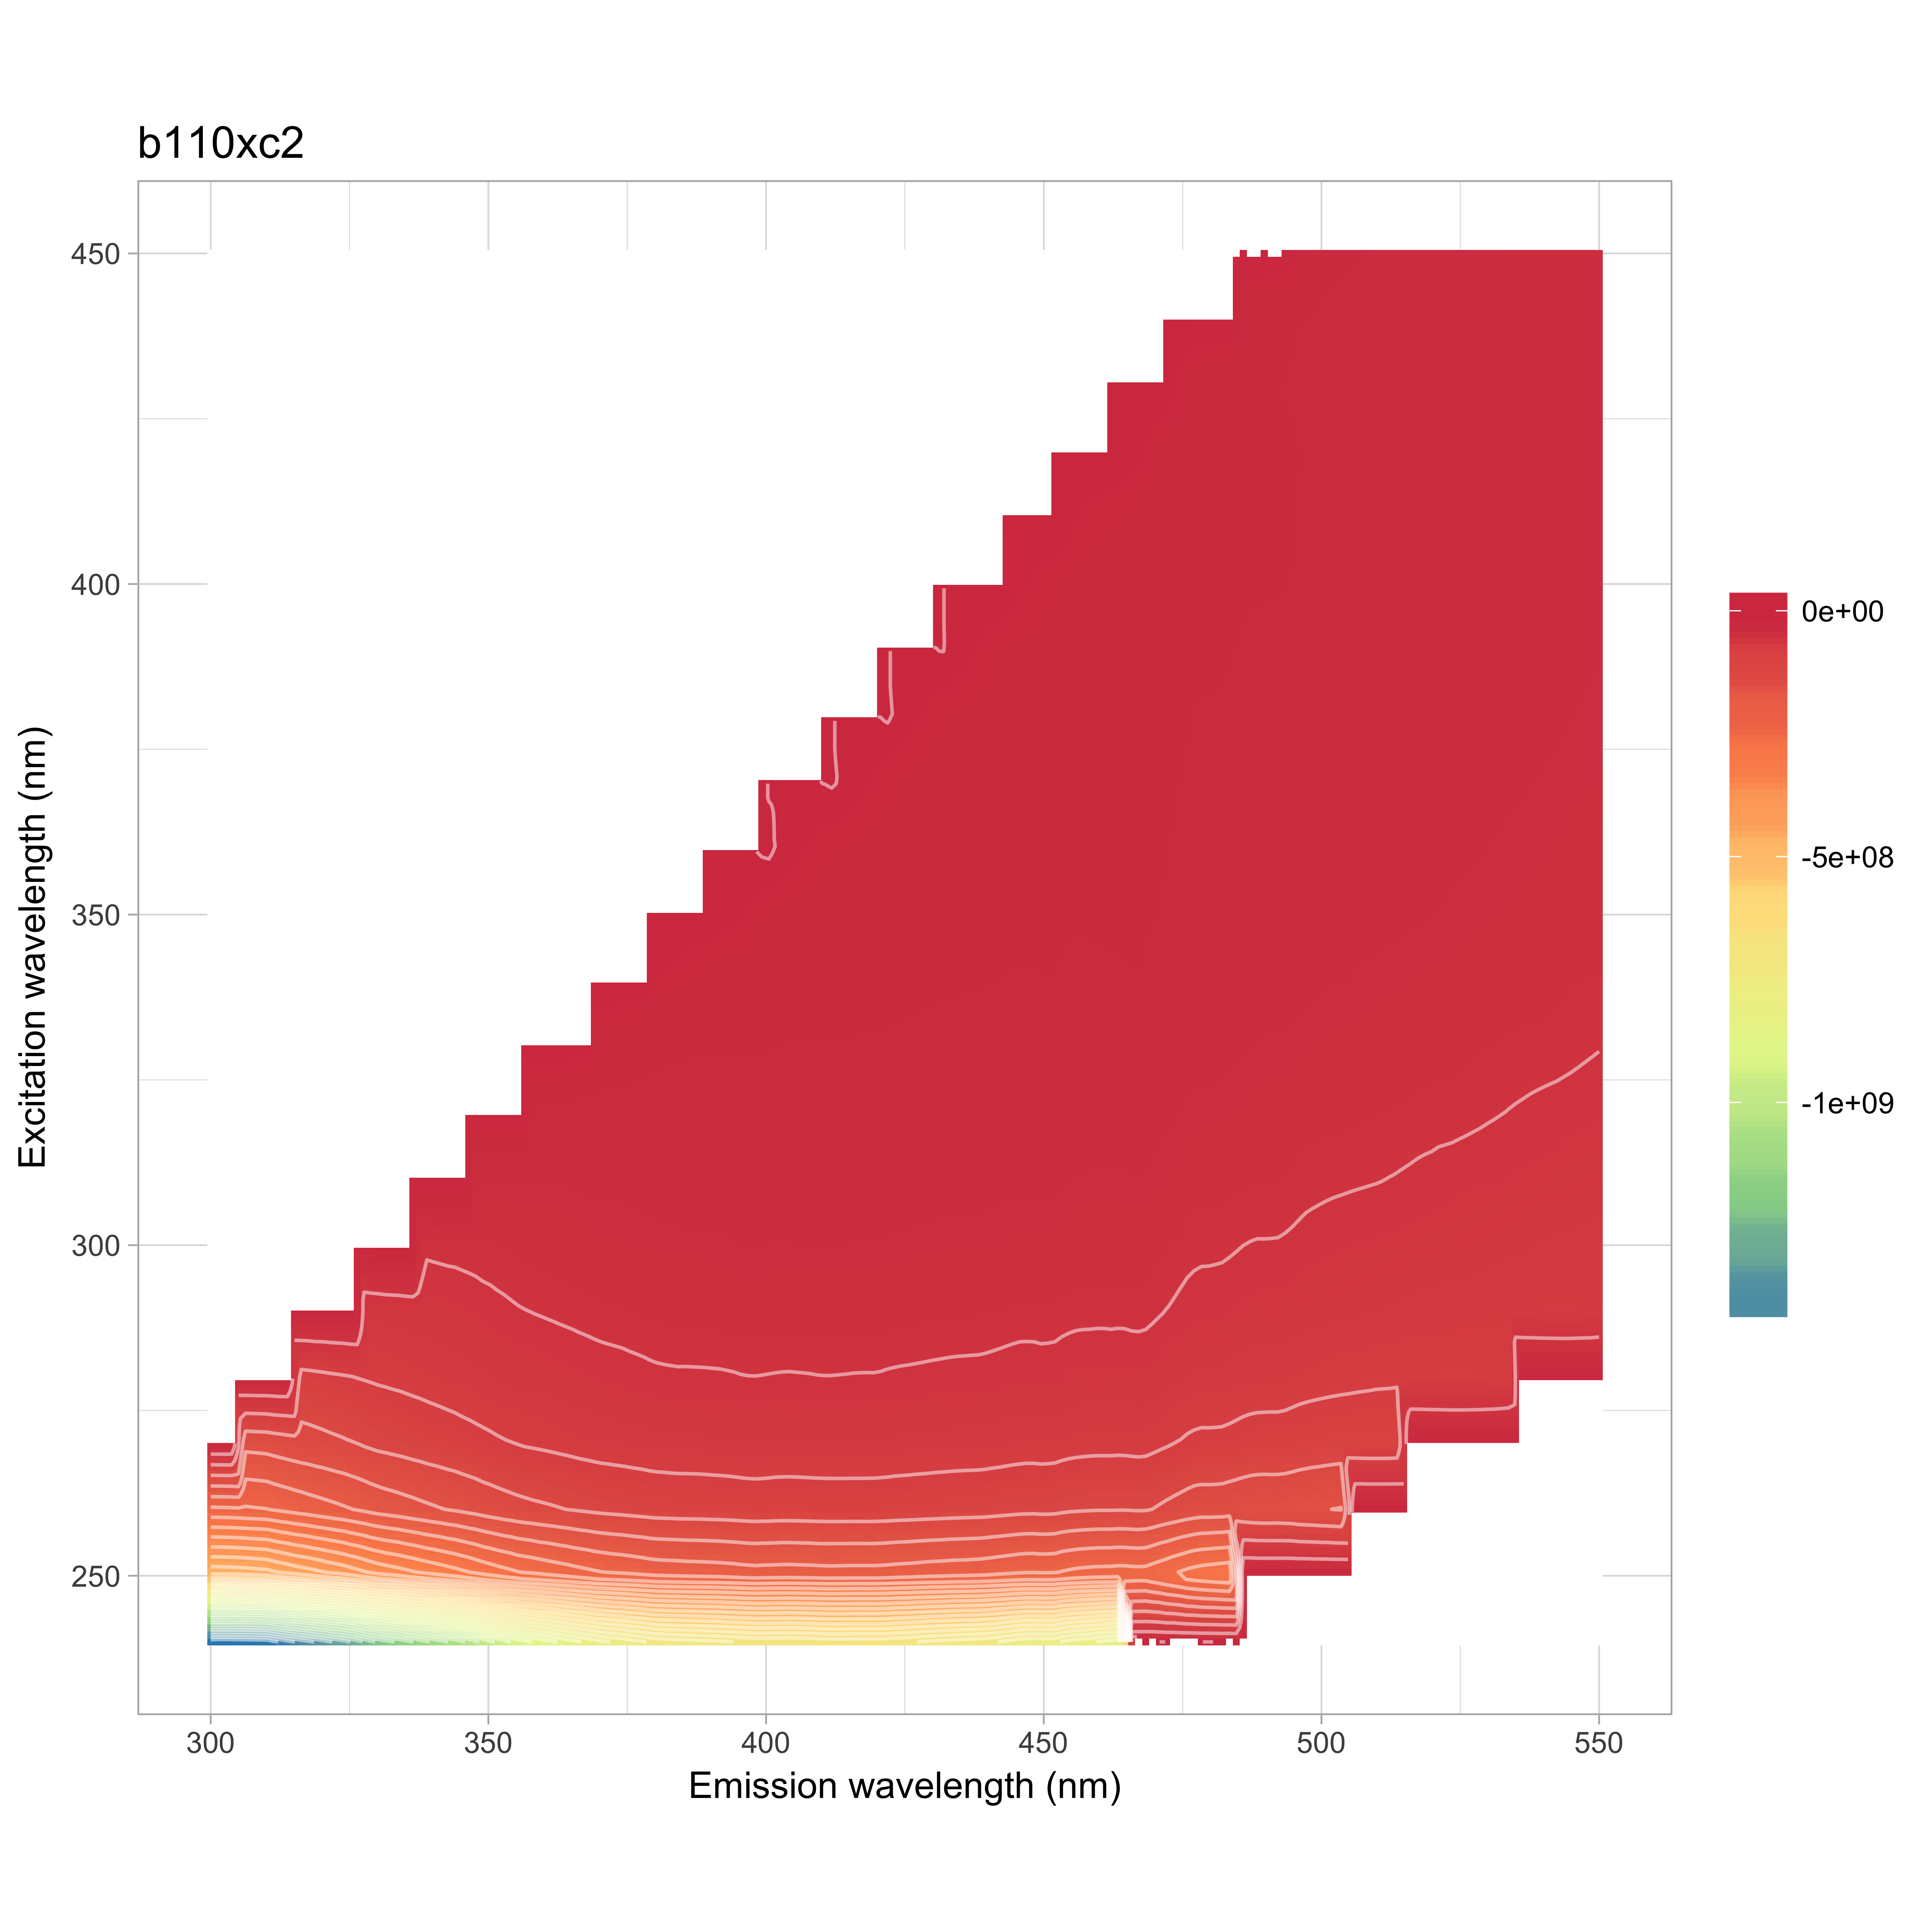 b110xc2
450
400
350
300
250
Excitation wavelength (nm)
300 350 400 450 500 550
Emission wavelength (nm)
0e+00
-5e+08
-1e+09